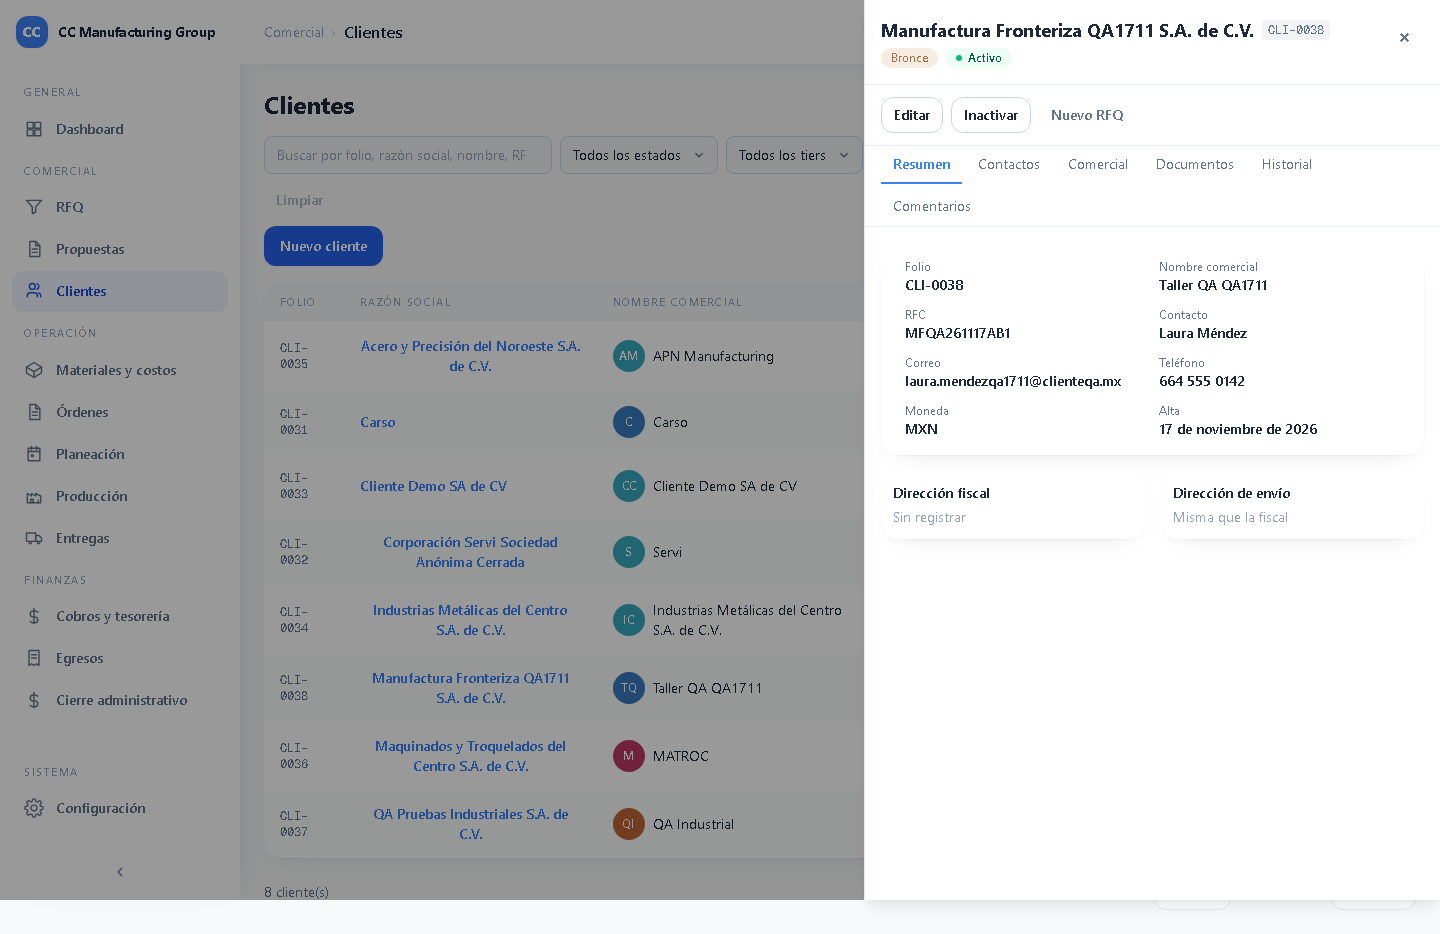 CC
CC Manufacturing Group
GENERAL
Dashboard
COMERCIAL
RFQ
Propuestas
Clientes
OPERACIÓN
Materiales y costos
Órdenes
Planeación
Producción
Entregas
FINANZAS
Cobros y tesorería
Egresos
Cierre administrativo
SISTEMA
Configuración
Comercial › Clientes
Clientes
Buscar por folio, razón social, nombre, RF
Todos los estados
Todos los tiers
Limpiar
Nuevo cliente
FOLIO RAZÓN SOCIAL NOMBRE COMERCIAL
CLI-
0035
Acero y Precisión del Noroeste S.A.
de C.V.
AM APN Manufacturing
CLI-
0031
Carso
C Carso
CLI-
0033
Cliente Demo SA de CV
CC Cliente Demo SA de CV
CLI-
0032
Corporación Servi Sociedad
Anónima Cerrada
S Servi
CLI-
0034
Industrias Metálicas del Centro
S.A. de C.V.
IC Industrias Metálicas del Centro
S.A. de C.V.
CLI-
0038
Manufactura Fronteriza QA1711
S.A. de C.V.
TQ Taller QA QA1711
CLI-
0036
Maquinados y Troquelados del
Centro S.A. de C.V.
M MATROC
CLI-
0037
QA Pruebas Industriales S.A. de
C.V.
QI QA Industrial
8 cliente(s)
Manufactura Fronteriza QA1711 S.A. de C.V. CLI-0038
Bronce Activo
Editar Inactivar Nuevo RFQ
Resumen Contactos Comercial Documentos Historial
Comentarios
Folio
CLI-0038
Nombre comercial
Taller QA QA1711
RFC
MFQA261117AB1
Contacto
Laura Méndez
Correo
laura.mendezqa1711@clienteqa.mx
Teléfono
664 555 0142
Moneda
MXN
Alta
17 de noviembre de 2026
Dirección fiscal
Sin registrar
Dirección de envío
Misma que la fiscal